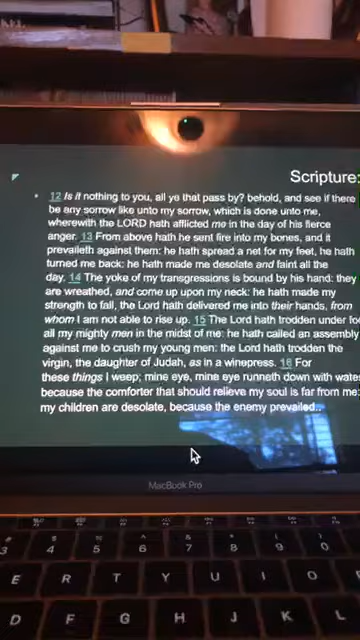 Scripture:
• 12 Is it nothing to you, all ye that pass by? behold, and see if there
be any sorrow like unto my sorrow, which is done unto me,
wherewith the LORD hath afflicted me in the day of his fierce
anger. 13 From above hath he sent fire into my bones, and it
prevaileth against them: he hath spread a net for my feet, he hath
turned me back: he hath made me desolate and faint all the
day. 14 The yoke of my transgressions is bound by his hand: they
are wreathed, and come up upon my neck: he hath made my
strength to fall, the Lord hath delivered me into their hands, from
whom I am not able to rise up. 15 The Lord hath trodden under fo
all my mighty men in the midst of me: he hath called an assembly
against me to crush my young men: the Lord hath trodden the
virgin, the daughter of Judah, as in a winepress. 16 For
these things I weep; mine eye, mine eye runneth down with wate
because the comforter that should relieve my soul is far from me:
my children are desolate, because the enemy prevailed..
MacBook Pro
3 $ 4 % 5 ^ 6 & 7 * 8 ( 9 ) 0
E R T Y U I O
D F G H J K L